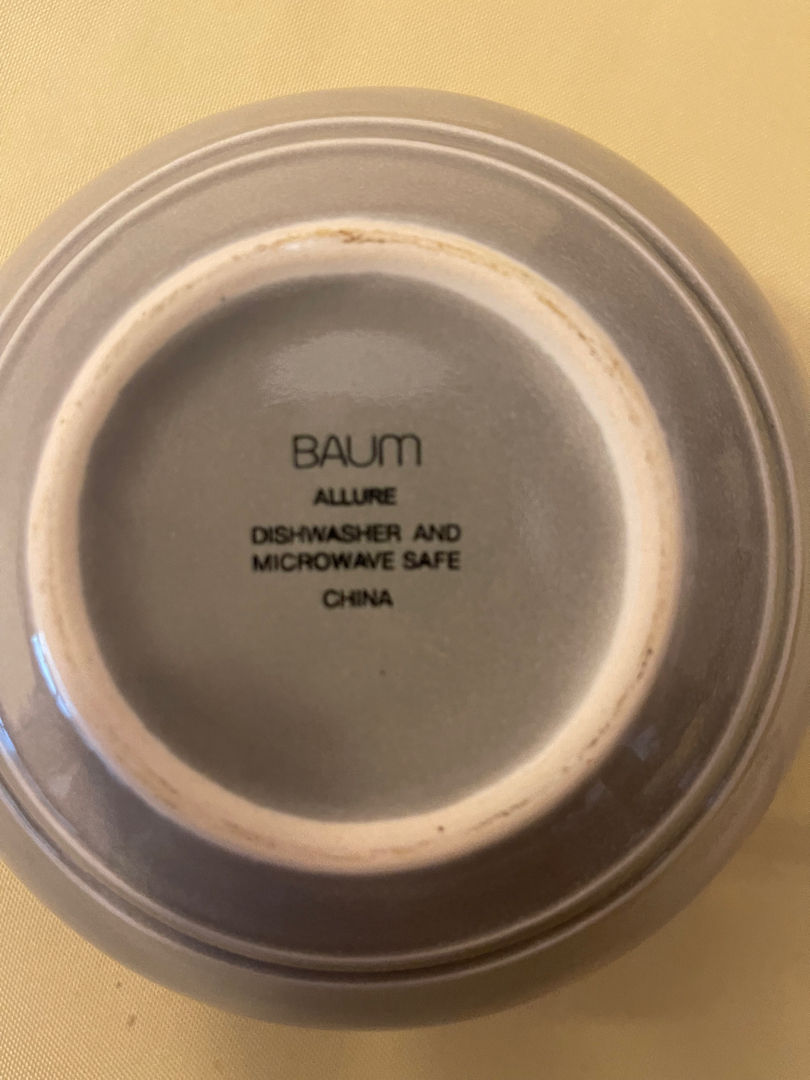 BAUM
ALLURE
DISHWASHER AND
MICROWAVE SAFE
CHINA